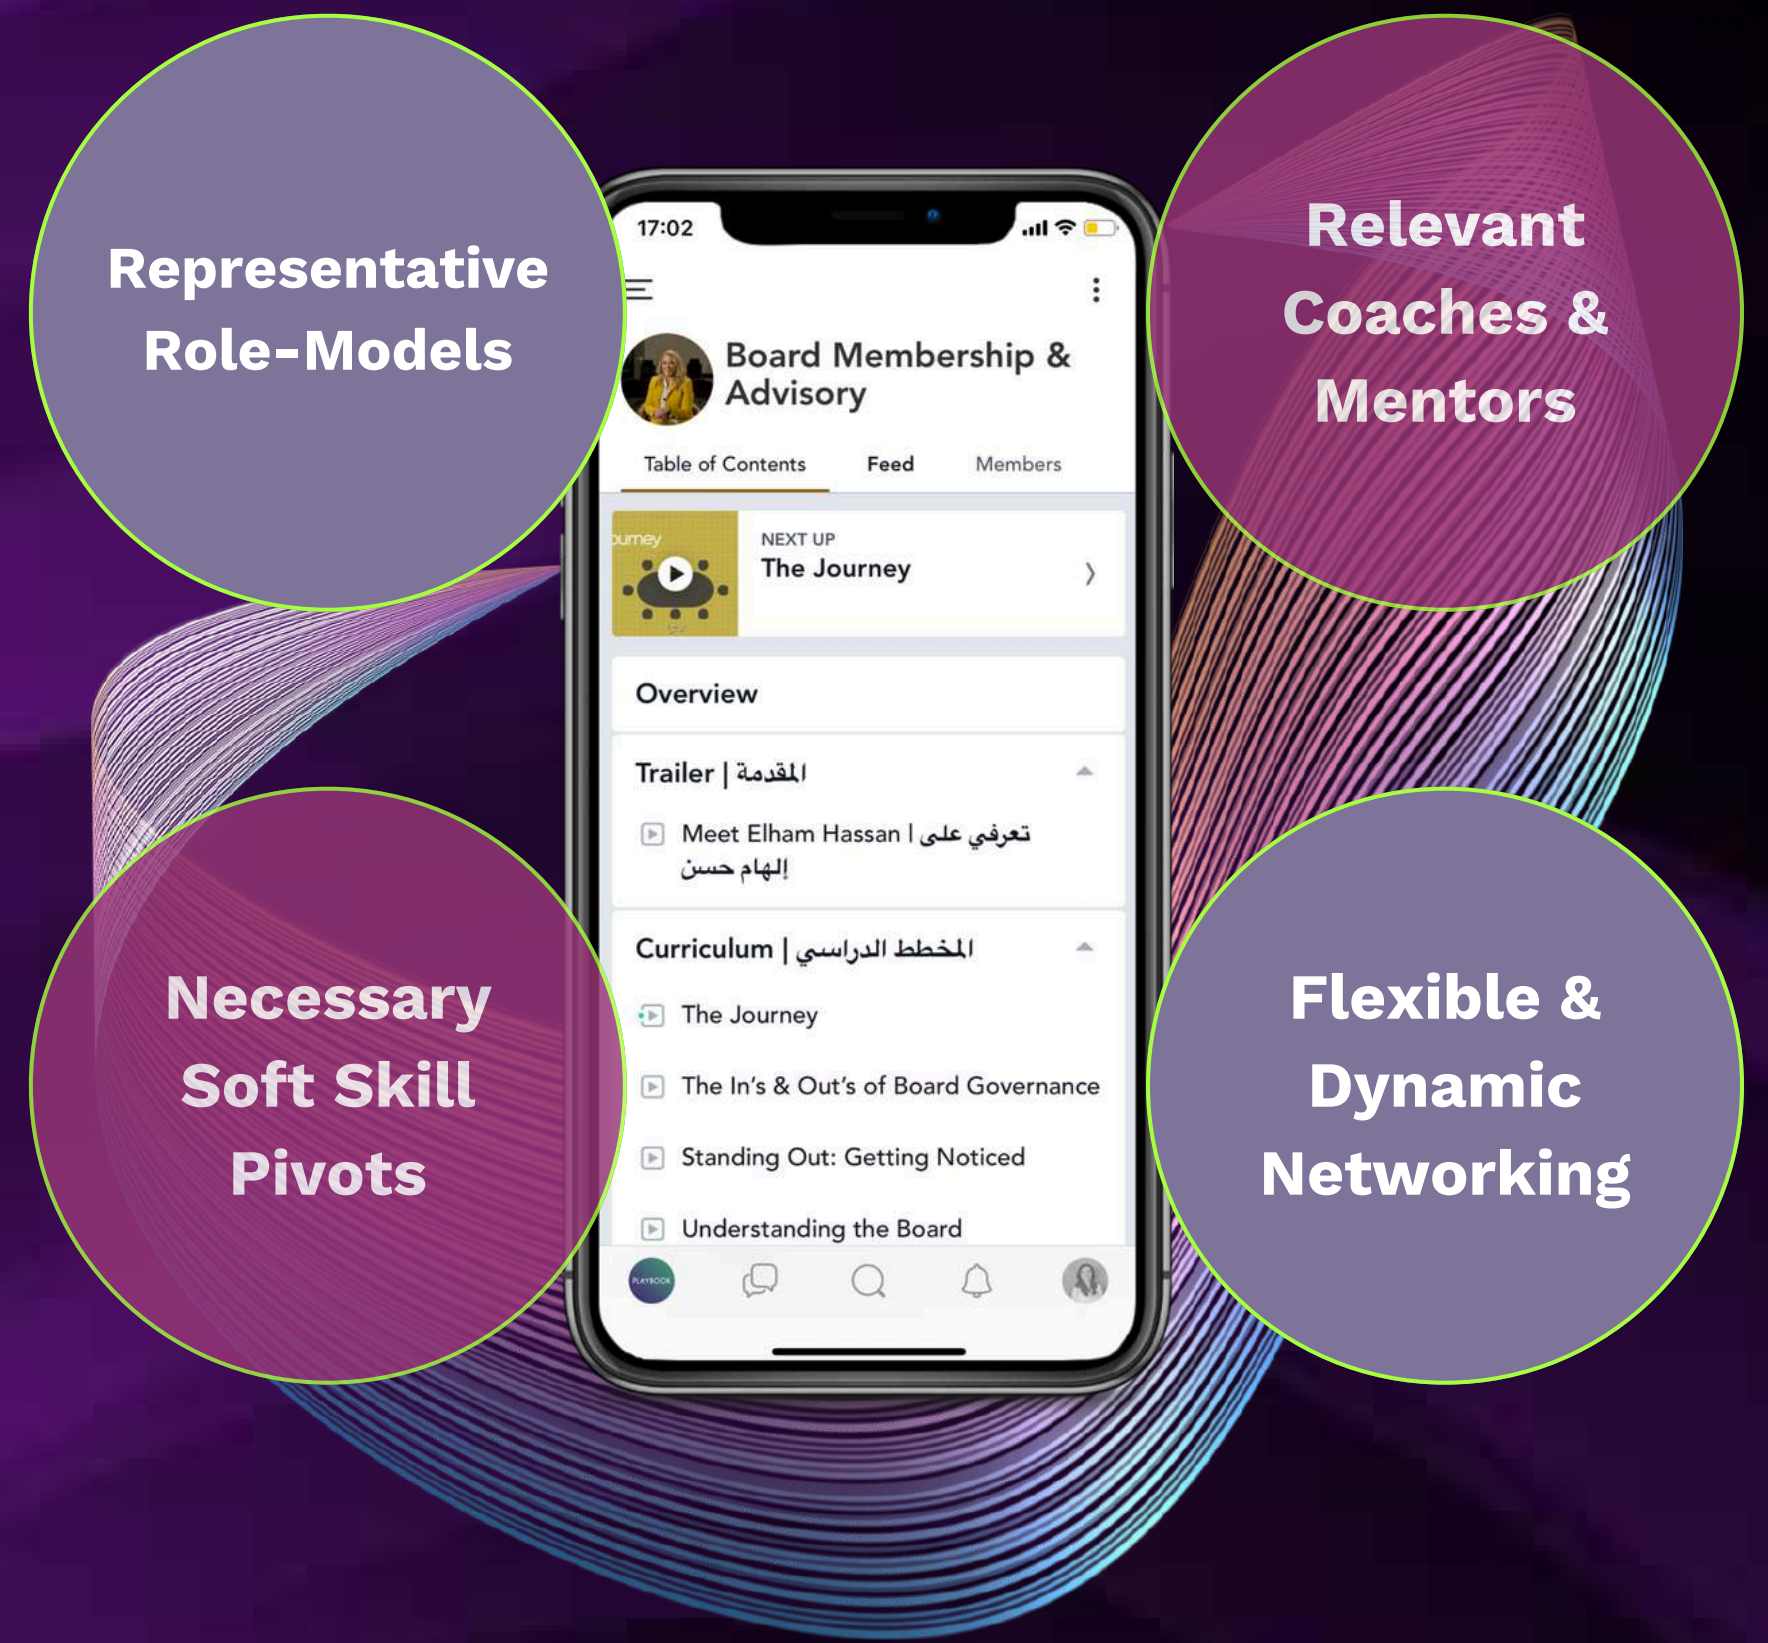 Representative
Role-Models
Relevant
Coaches &
Mentors
17:02
Board Membership &
Advisory
Table of Contents Feed Members
ourney
NEXT UP
The Journey
Overview
Trailer | المقدمة
Meet Elham Hassan | تعرفي على
إلهام حسن
Curriculum | المخطط الدراسي
The Journey
The In's & Out's of Board Governance
Standing Out: Getting Noticed
Understanding the Board
PLAYBOOK
Necessary
Soft Skill
Pivots
Flexible &
Dynamic
Networking